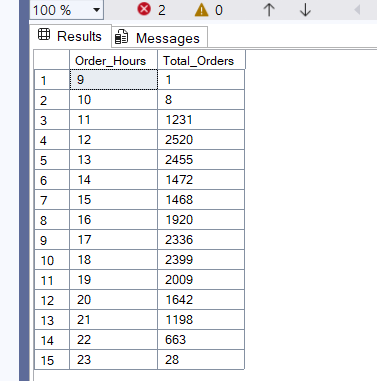 100 % 2 0
Results Messages
Order_Hours Total_Orders
1 9 1
2 10 8
3 11 1231
4 12 2520
5 13 2455
6 14 1472
7 15 1468
8 16 1920
9 17 2336
10 18 2399
11 19 2009
12 20 1642
13 21 1198
14 22 663
15 23 28